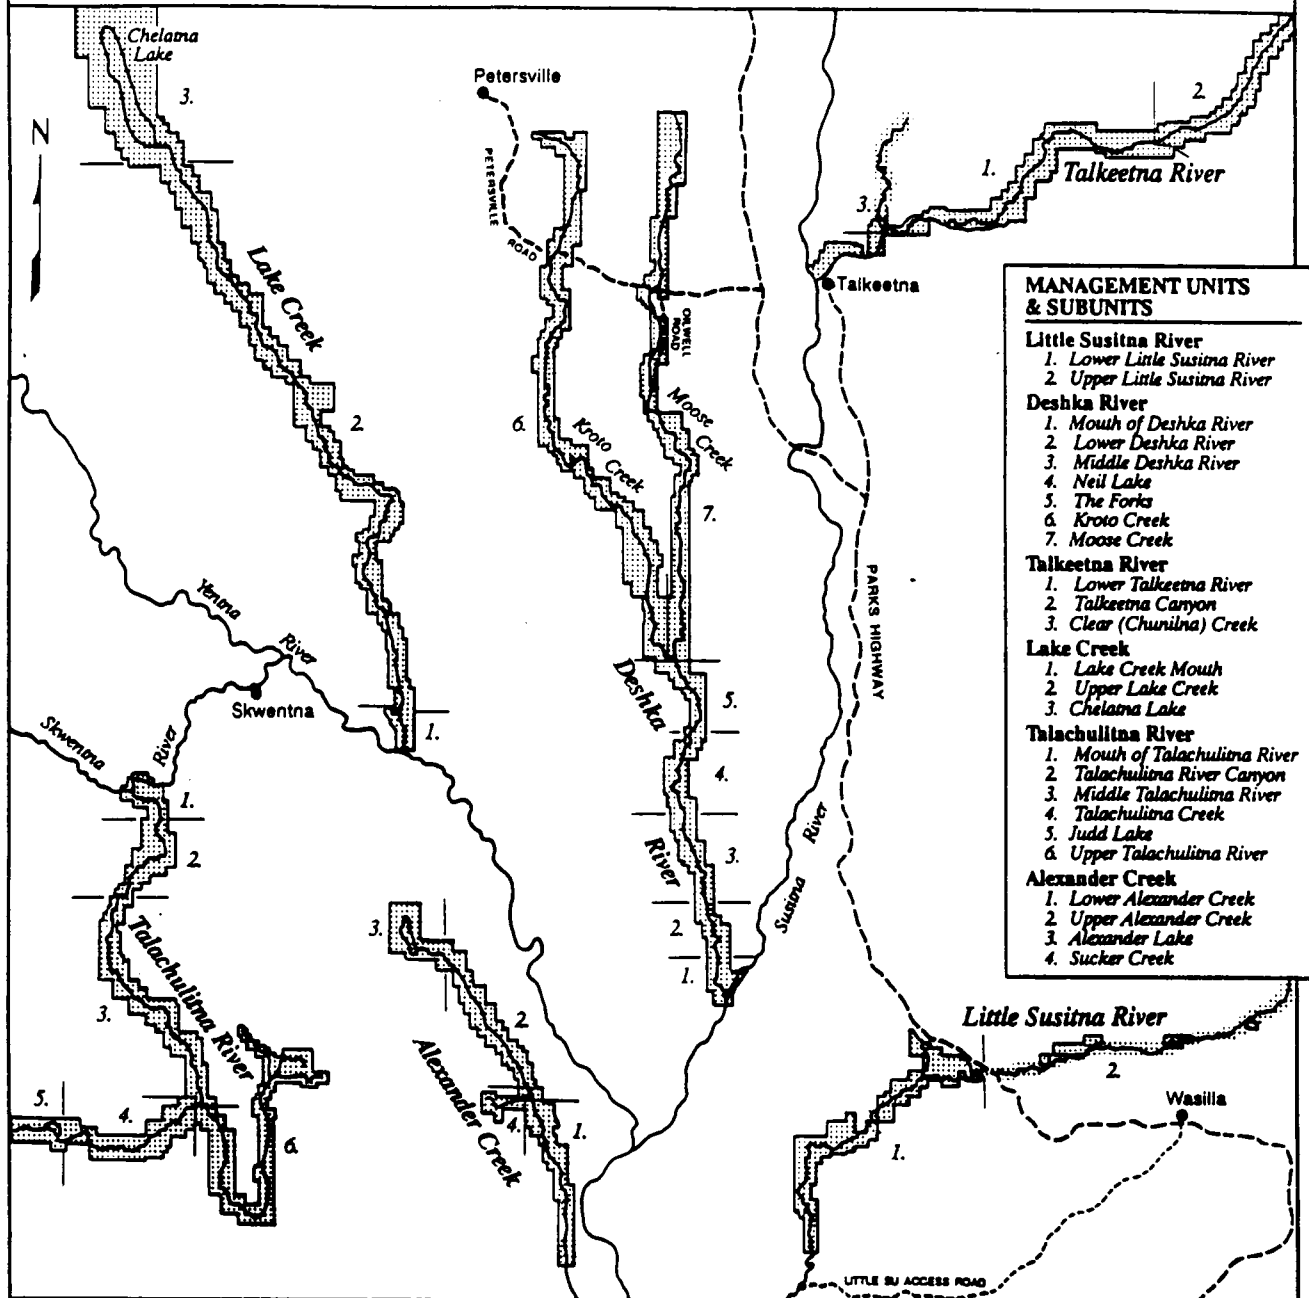 Chelatna
Lake
3.
N
Petersville
PETERSVILLE
ROAD
2.
1.
Talkeetna River
3.
Talkeetna
Lake Creek
2.
OILWELL
ROAD
Moose
Creek
6.
Kroto
Creek
7.
Yentna
River
Skwentna
Skwentna
River
1.
Deshka
River
5.
4.
3.
2.
1.
PARKS HIGHWAY
Susitna
River
1.
2.
Talachulitna River
3.
5.
4.
6.
3.
2.
Alexander Creek
4.
1.
Little Susitna River
2.
Wasilla
1.
LITTLE SU ACCESS ROAD
MANAGEMENT UNITS
& SUBUNITS
Little Susitna River
1. Lower Little Susitna River
2. Upper Little Susitna River
Deshka River
1. Mouth of Deshka River
2. Lower Deshka River
3. Middle Deshka River
4. Neil Lake
5. The Forks
6. Kroto Creek
7. Moose Creek
Talkeetna River
1. Lower Talkeetna River
2. Talkeetna Canyon
3. Clear (Chunilna) Creek
Lake Creek
1. Lake Creek Mouth
2. Upper Lake Creek
3. Chelatna Lake
Talachulitna River
1. Mouth of Talachulitna River
2. Talachulitna River Canyon
3. Middle Talachulitna River
4. Talachulitna Creek
5. Judd Lake
6. Upper Talachulitna River
Alexander Creek
1. Lower Alexander Creek
2. Upper Alexander Creek
3. Alexander Lake
4. Sucker Creek